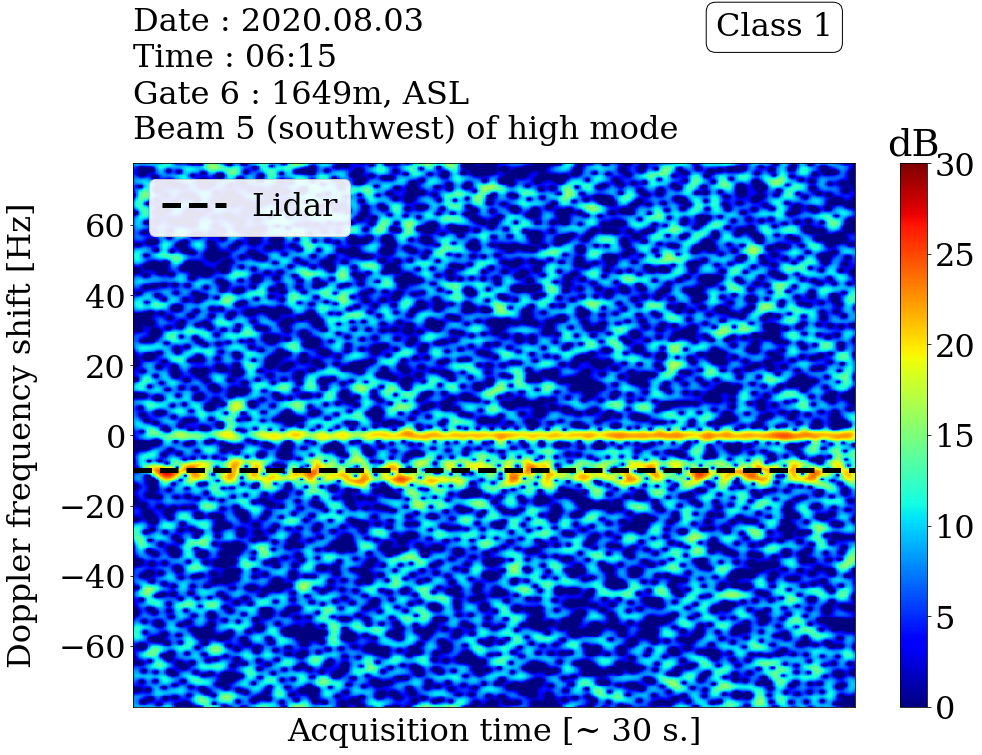 Date : 2020.08.03
Time : 06:15
Gate 6 : 1649m, ASL
Beam 5 (southwest) of high mode
Class 1
dB
Lidar
Doppler frequency shift [Hz]
60
40
20
0
−20
−40
−60
30
25
20
15
10
5
0
Acquisition time [~ 30 s.]